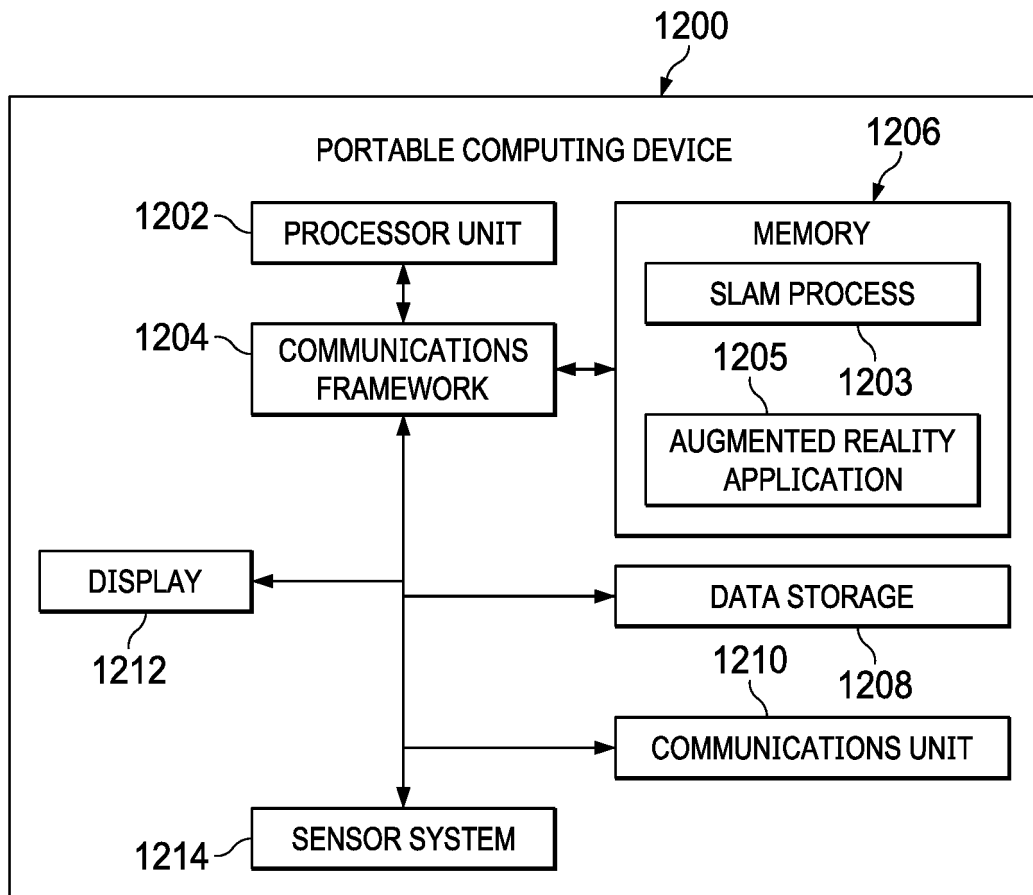 1200
PORTABLE COMPUTING DEVICE
1206
1202
PROCESSOR UNIT
MEMORY
SLAM PROCESS
1204
COMMUNICATIONS
FRAMEWORK
1205
1203
AUGMENTED REALITY
APPLICATION
DISPLAY
DATA STORAGE
1212
1210
1208
COMMUNICATIONS UNIT
SENSOR SYSTEM
1214